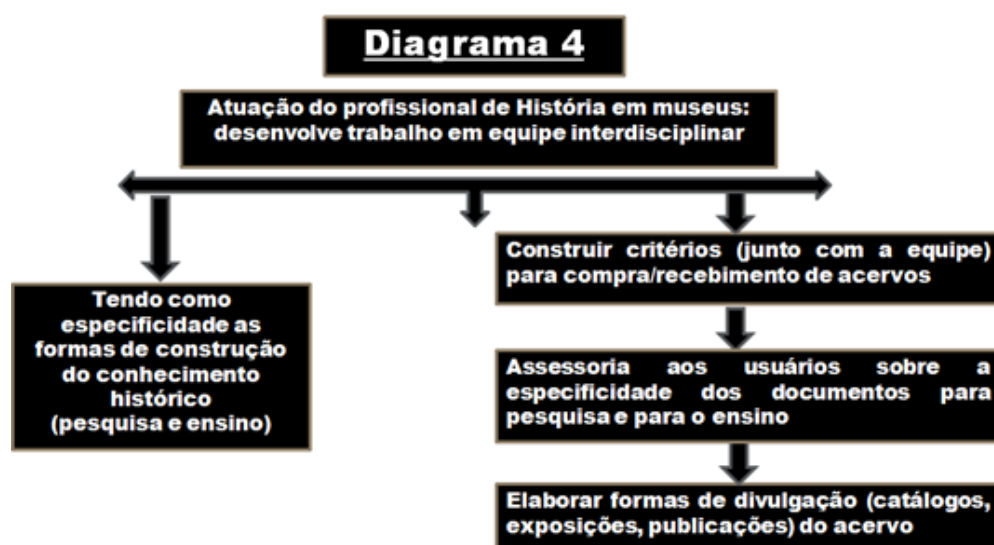 Diagrama 4
Atuação do profissional de História em museus:
desenvolve trabalho em equipe interdisciplinar
Tendo como
especificidade as
formas de construção
do conhecimento
histórico
(pesquisa e ensino)
Construir critérios (junto com a equipe)
para compra/recebimento de acervos
Assessoria aos usuários sobre a
especificidade dos documentos para
pesquisa e para o ensino
Elaborar formas de divulgação (catálogos,
exposições, publicações) do acervo